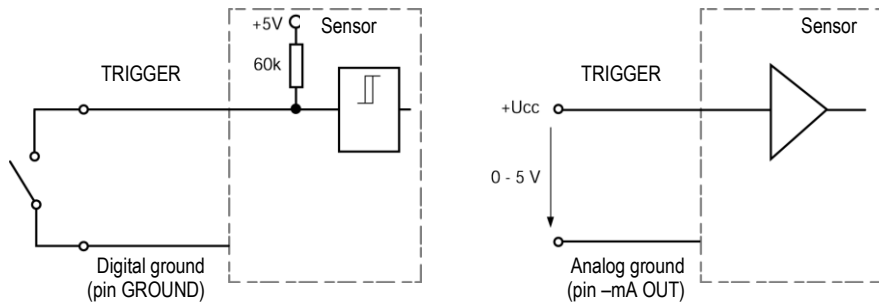 +5V
Sensor
60k
TRIGGER
Digital ground
(pin GROUND)
Sensor
TRIGGER
+Ucc
0 - 5 V
Analog ground
(pin –mA OUT)